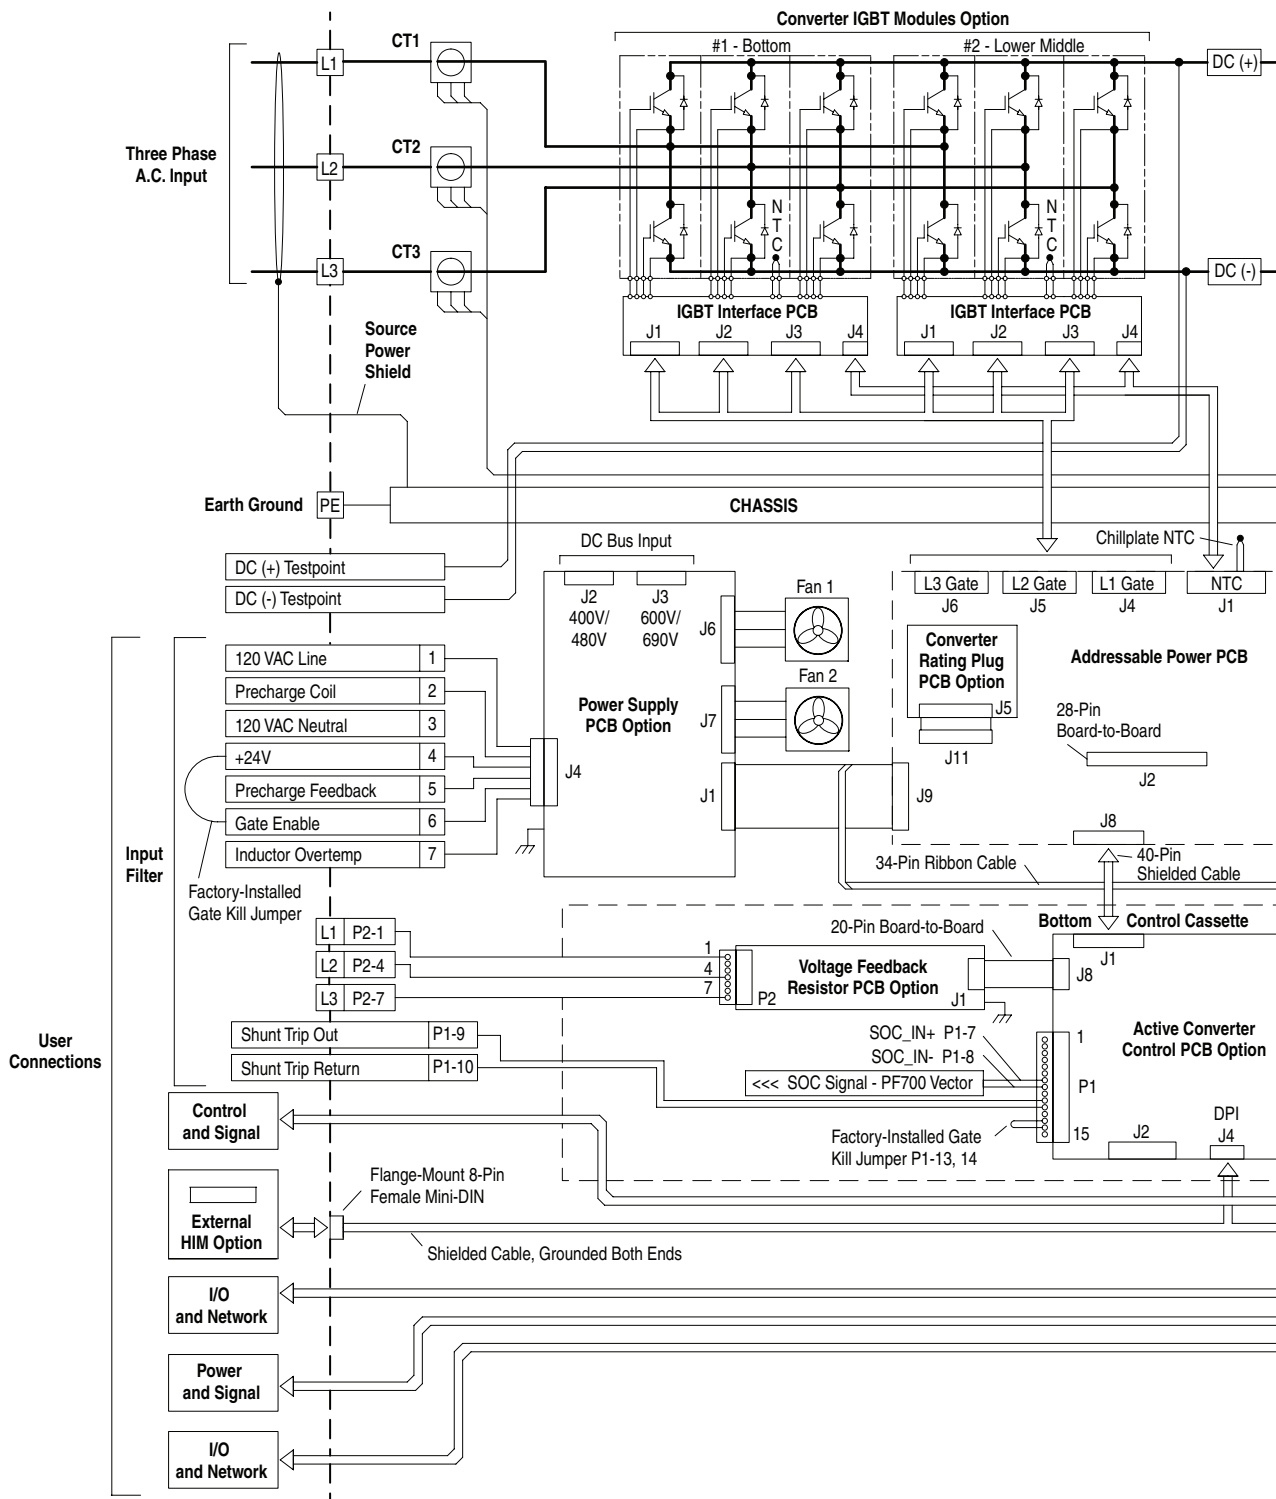 Converter IGBT Modules Option
#1 - Bottom
#2 - Lower Middle
CT1
L1
DC (+)
Three Phase
A.C. Input
CT2
L2
CT3
L3
NTC
NTC
DC (-)
IGBT Interface PCB
J1
J2
J3
J4
IGBT Interface PCB
J1
J2
J3
J4
Source
Power
Shield
Earth Ground
PE
CHASSIS
DC (+) Testpoint
DC (-) Testpoint
DC Bus Input
J2
400V/
480V
J3
600V/
690V
J6
Fan 1
Fan 2
Power Supply
PCB Option
J7
J4
J1
Chillplate NTC
L3 Gate
J6
L2 Gate
J5
L1 Gate
J4
NTC
J1
Converter
Rating Plug
PCB Option
J5
J11
Addressable Power PCB
28-Pin
Board-to-Board
J2
J9
J8
40-Pin
Shielded Cable
34-Pin Ribbon Cable
120 VAC Line 1
Precharge Coil 2
120 VAC Neutral 3
+24V 4
Precharge Feedback 5
Gate Enable 6
Inductor Overtemp 7
Input
Filter
Factory-Installed
Gate Kill Jumper
L1 P2-1
L2 P2-4
L3 P2-7
Shunt Trip Out P1-9
Shunt Trip Return P1-10
User
Connections
20-Pin Board-to-Board
Bottom Control Cassette
1
4
7
P2
Voltage Feedback
Resistor PCB Option
J1
J1
J8
SOC_IN+ P1-7
SOC_IN- P1-8
<<< SOC Signal - PF700 Vector
Active Converter
Control PCB Option
1
P1
15
Factory-Installed Gate
Kill Jumper P1-13, 14
J2
DPI
J4
Control
and Signal
Flange-Mount 8-Pin
Female Mini-DIN
External
HIM Option
Shielded Cable, Grounded Both Ends
I/O
and Network
Power
and Signal
I/O
and Network